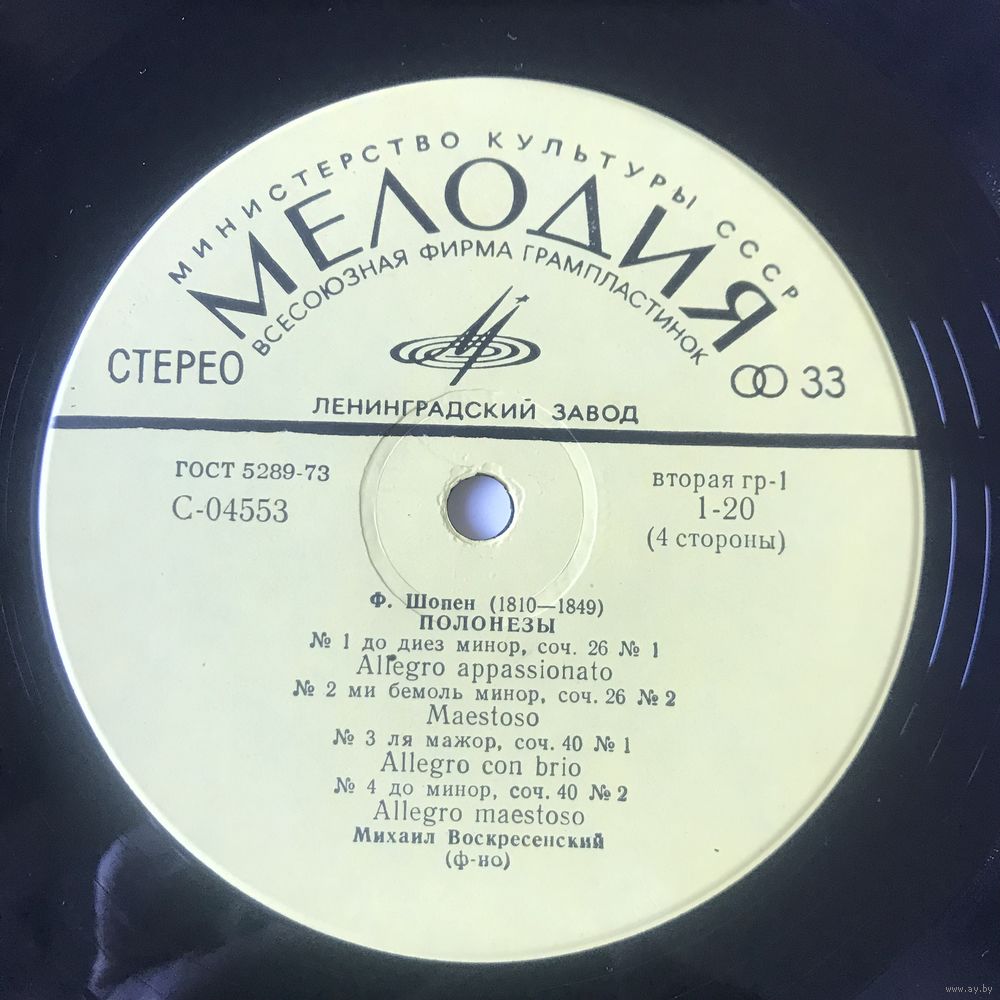 МИНИСТЕРСТВО КУЛЬТУРЫ СССР
МЕЛОДИЯ
ВСЕСОЮЗНАЯ ФИРМА ГРАМПЛАСТИНОК
СТЕРЕО
33
ЛЕНИНГРАДСКИЙ ЗАВОД
ГОСТ 5289-73
С-04553
вторая гр-1
1-20
(4 стороны)
Ф. Шопен (1810—1849)
ПОЛОНЕЗЫ
№ 1 до диез минор, соч. 26 № 1
Allegro appassionato
№ 2 ми бемоль минор, соч. 26 № 2
Maestoso
№ 3 ля мажор, соч. 40 № 1
Allegro con brio
№ 4 до минор, соч. 40 № 2
Allegro maestoso
Михаил Воскресенский
(ф-но)
www.ay.by